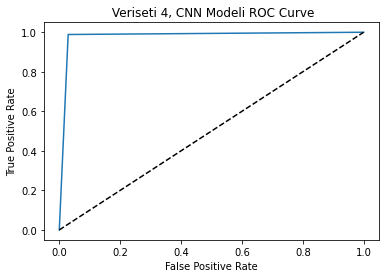 Veriseti 4, CNN Modeli ROC Curve
1.0
0.8
0.6
0.4
0.2
0.0
True Positive Rate
0.0 0.2 0.4 0.6 0.8 1.0
False Positive Rate